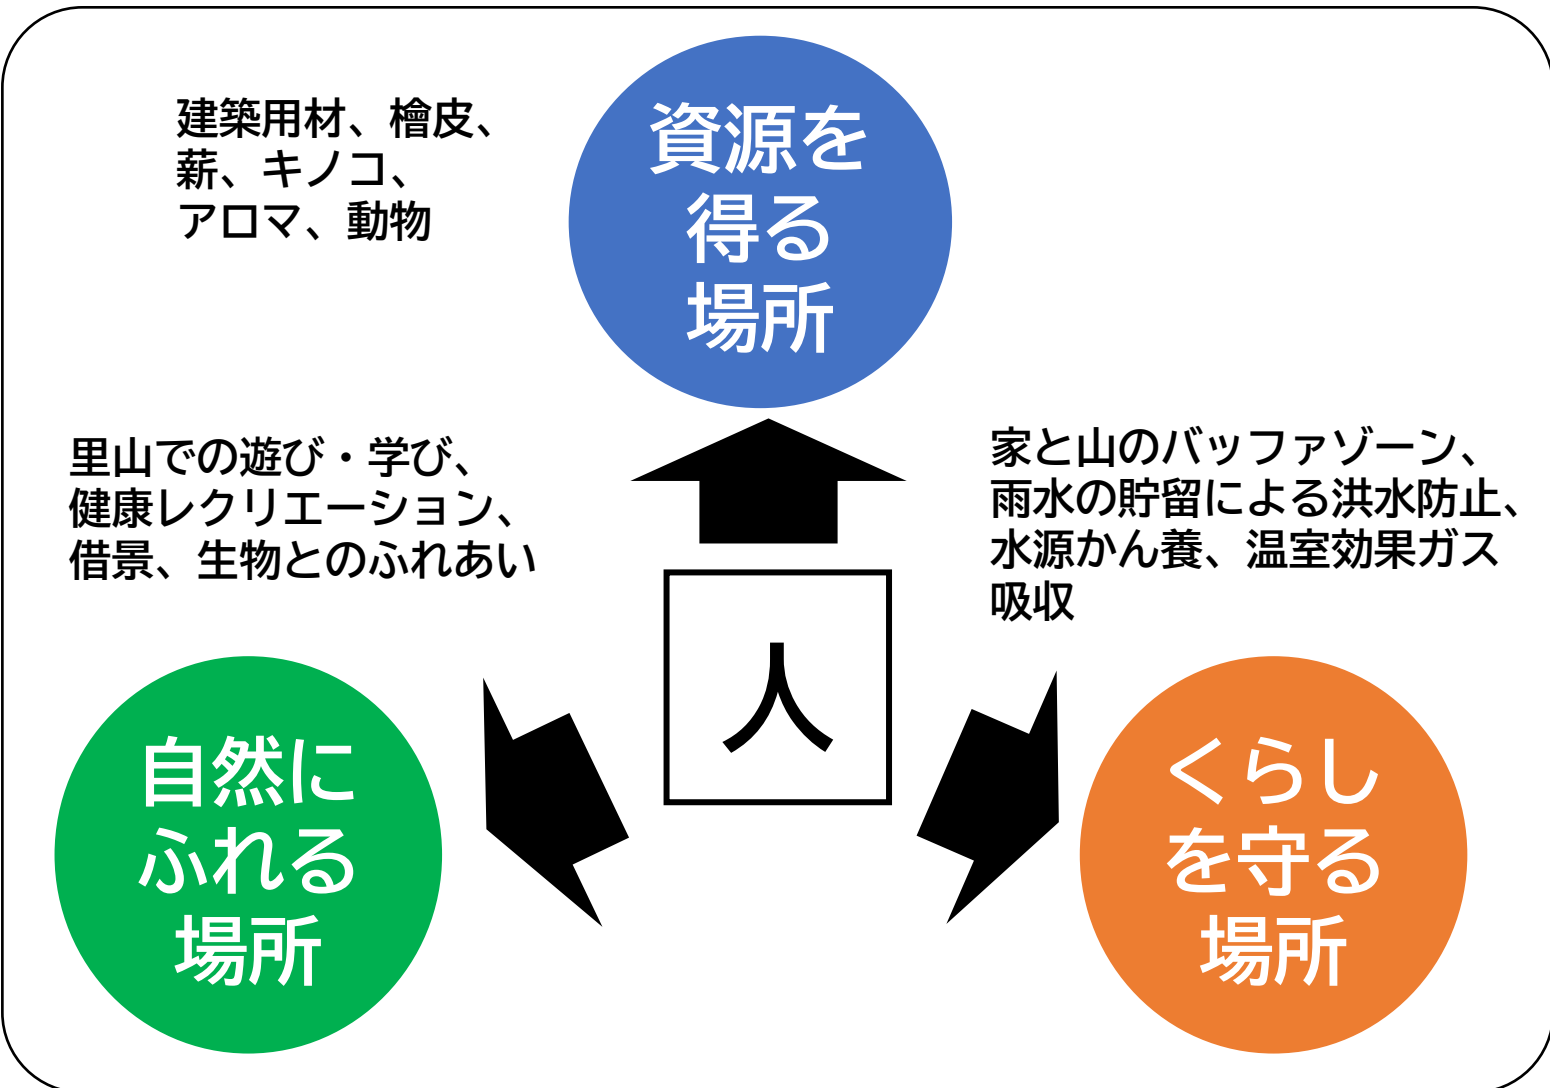 建築用材、檜皮、
薪、キノコ、
アロマ、動物
資源を
得る
場所
里山での遊び・学び、
健康レクリエーション、
借景、生物とのふれあい
家と山のバッファゾーン、
雨水の貯留による洪水防止、
水源かん養、温室効果ガス
吸収
人
自然に
ふれる
場所
くらし
を守る
場所